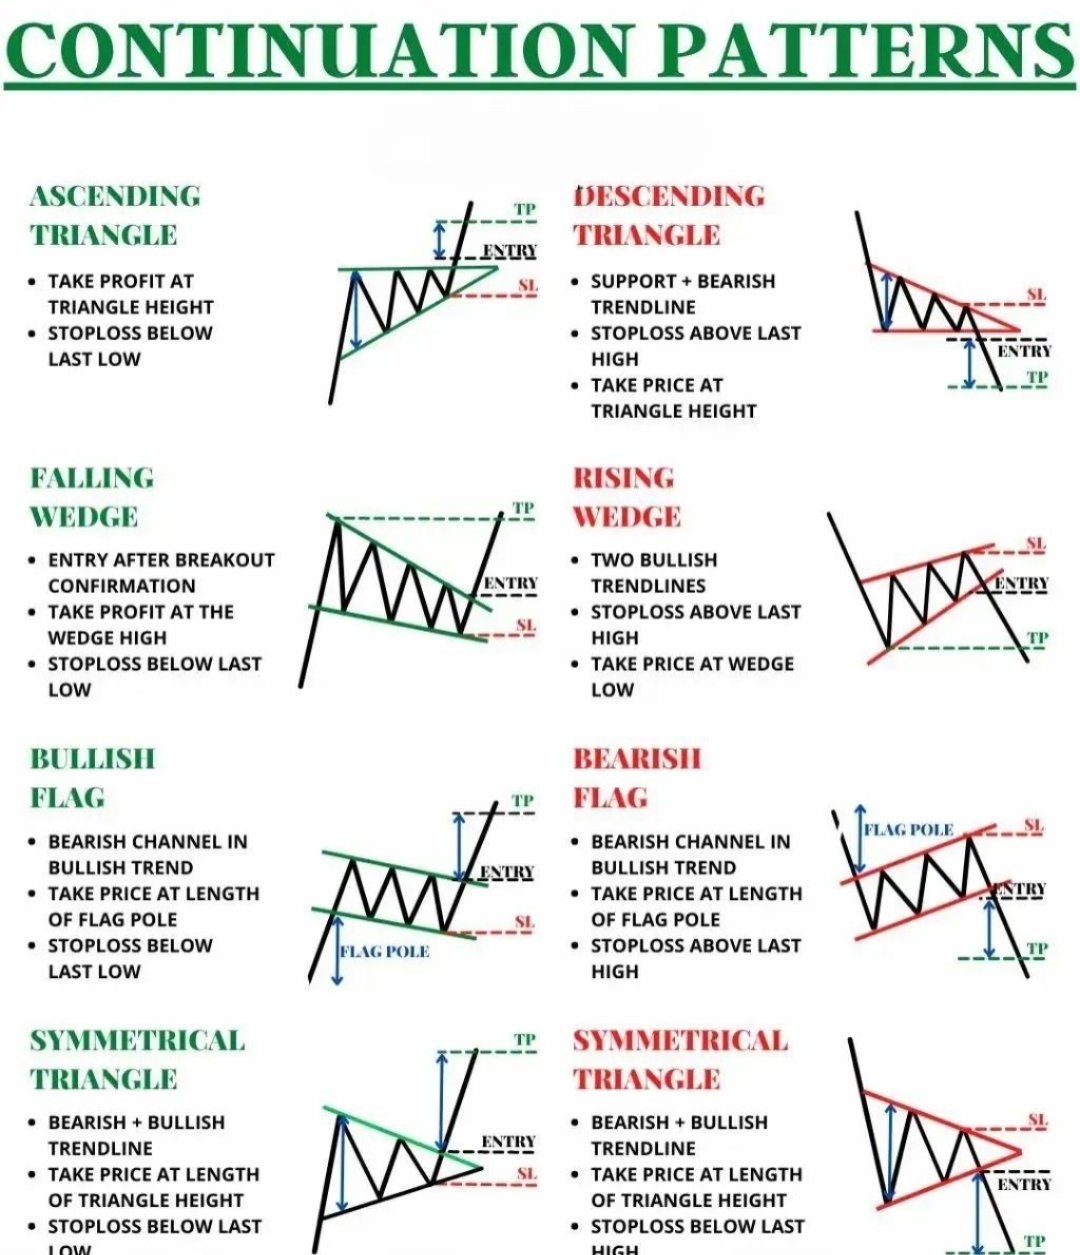 CONTINUATION PATTERNS
ASCENDING
TRIANGLE
• TAKE PROFIT AT
TRIANGLE HEIGHT
• STOPLOSS BELOW
LAST LOW
TP
ENTRY
SL
DESCENDING
TRIANGLE
• SUPPORT + BEARISH
TRENDLINE
• STOPLOSS ABOVE LAST
HIGH
• TAKE PRICE AT
TRIANGLE HEIGHT
SL
ENTRY
TP
FALLING
WEDGE
• ENTRY AFTER BREAKOUT
CONFIRMATION
• TAKE PROFIT AT THE
WEDGE HIGH
• STOPLOSS BELOW LAST
LOW
TP
ENTRY
SL
RISING
WEDGE
• TWO BULLISH
TRENDLINES
• STOPLOSS ABOVE LAST
HIGH
• TAKE PRICE AT WEDGE
LOW
SL
ENTRY
TP
BULLISH
FLAG
• BEARISH CHANNEL IN
BULLISH TREND
• TAKE PRICE AT LENGTH
OF FLAG POLE
• STOPLOSS BELOW
LAST LOW
TP
ENTRY
SL
FLAG POLE
BEARISH
FLAG
• BEARISH CHANNEL IN
BULLISH TREND
• TAKE PRICE AT LENGTH
OF FLAG POLE
• STOPLOSS ABOVE LAST
HIGH
FLAG POLE
SL
ENTRY
TP
SYMMETRICAL
TRIANGLE
• BEARISH + BULLISH
TRENDLINE
• TAKE PRICE AT LENGTH
OF TRIANGLE HEIGHT
• STOPLOSS BELOW LAST
LOW
TP
ENTRY
SL
SYMMETRICAL
TRIANGLE
• BEARISH + BULLISH
TRENDLINE
• TAKE PRICE AT LENGTH
OF TRIANGLE HEIGHT
• STOPLOSS BELOW LAST
HIGH
SL
ENTRY
TP